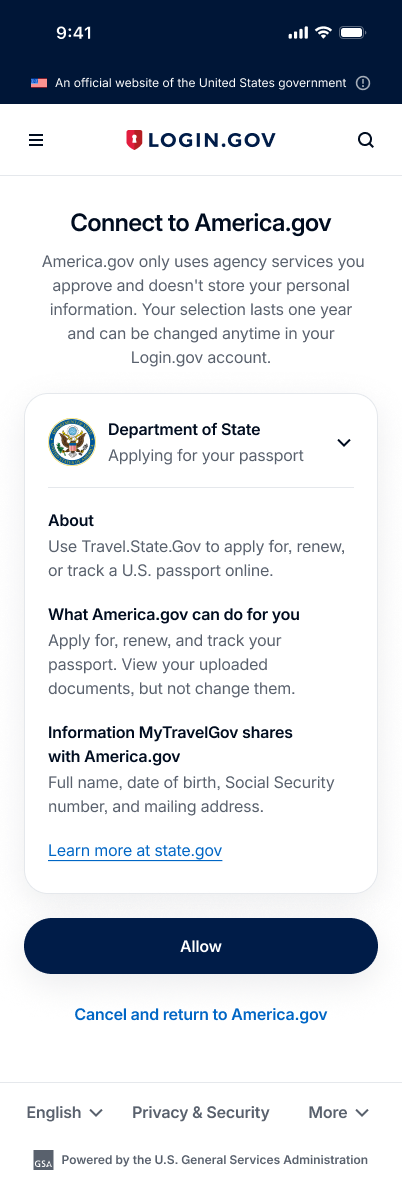 9:41
An official website of the United States government
LOGIN.GOV
Connect to America.gov
America.gov only uses agency services you
approve and doesn't store your personal
information. Your selection lasts one year
and can be changed anytime in your
Login.gov account.
Department of State
Applying for your passport
About
Use Travel.State.Gov to apply for, renew,
or track a U.S. passport online.
What America.gov can do for you
Apply for, renew, and track your
passport. View your uploaded
documents, but not change them.
Information MyTravelGov shares
with America.gov
Full name, date of birth, Social Security
number, and mailing address.
Learn more at state.gov
Allow
Cancel and return to America.gov
English
Privacy & Security
More
GSA
Powered by the U.S. General Services Administration